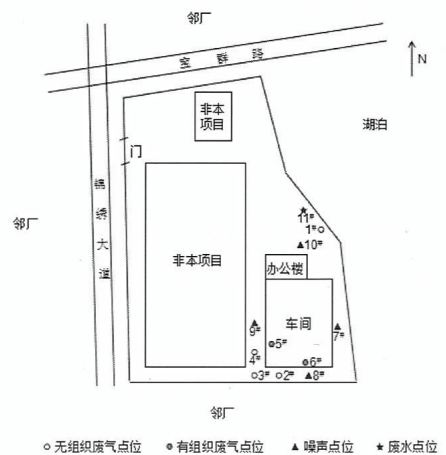 邻厂
N
群路
非本
项目
湖泊
门
锦绣大道
11#
1#
10#
邻厂
非本项目
办公楼
车间
9#
5#
7#
4#
6#
3#
2#
8#
邻厂
无组织废气点位
有组织废气点位
噪声点位
废水点位